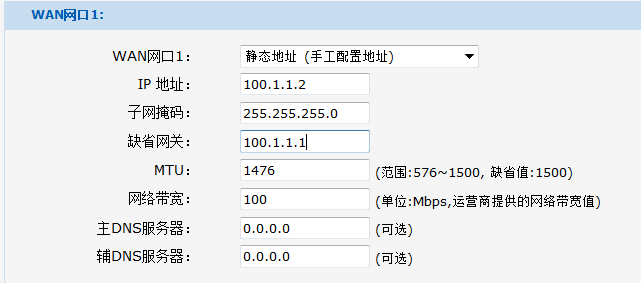 WAN网口1:
WAN网口1： 静态地址 (手工配置地址)
IP 地址： 100.1.1.2
子网掩码： 255.255.255.0
缺省网关： 100.1.1.1
MTU： 1476 (范围:576~1500, 缺省值:1500)
网络带宽： 100 (单位:Mbps,运营商提供的网络带宽值)
主DNS服务器： 0.0.0.0 (可选)
辅DNS服务器： 0.0.0.0 (可选)